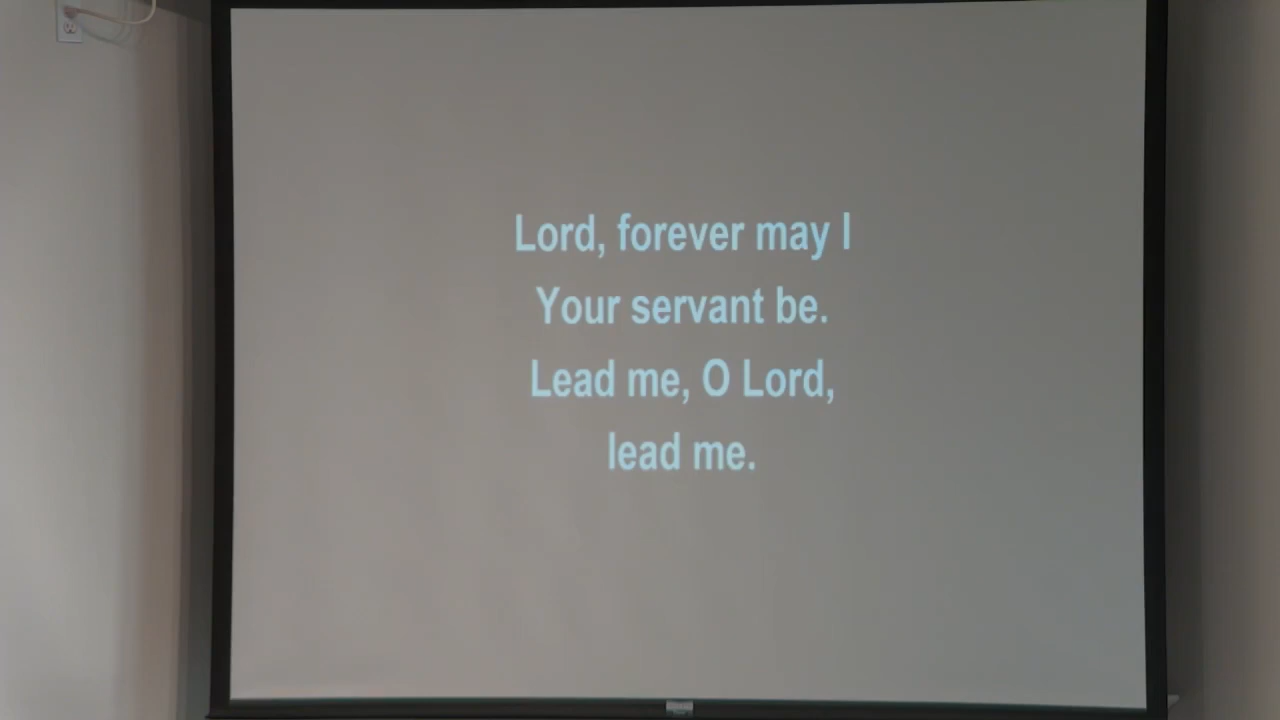 Lord, forever may I
Your servant be.
Lead me, O Lord,
lead me.